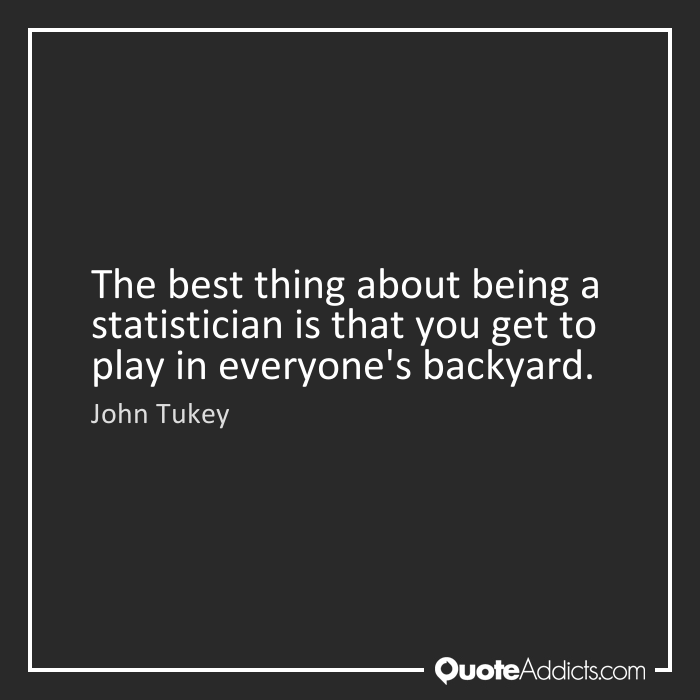 The best thing about being a
statistician is that you get to
play in everyone's backyard.
John Tukey
QuoteAddicts.com